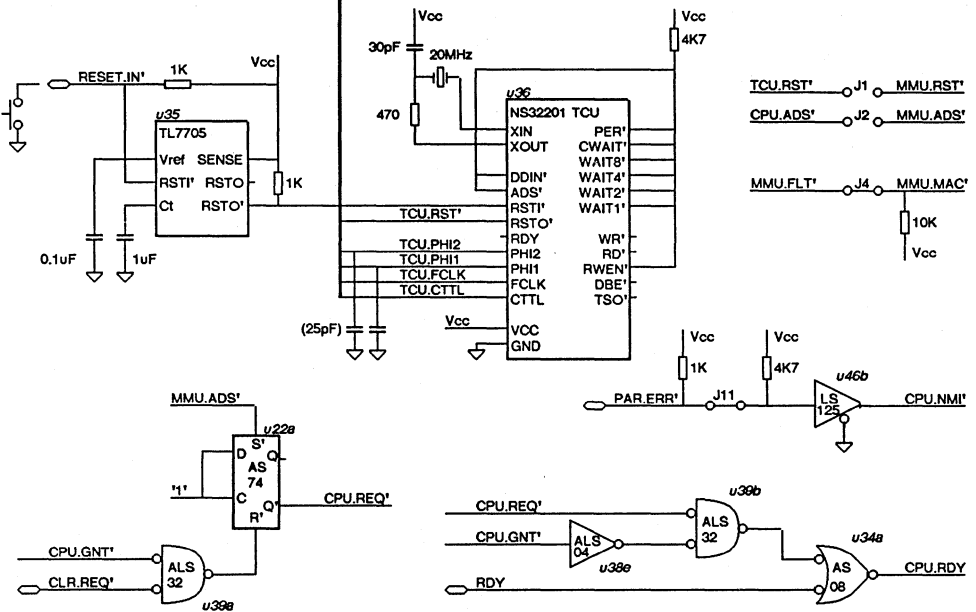 Vcc
Vcc
30pF
20MHz
4K7
470
RESET.IN'
1K
Vcc
u35
TL7705
Vref SENSE
RSTI' RSTO
Ct RSTO'
1K
0.1uF
1uF
u36
NS32201 TCU
XIN PER'
XOUT CWAIT'
WAIT8'
DDIN' WAIT4'
ADS' WAIT2'
RSTI' WAIT1'
RSTO'
RDY WR'
PHI2 RD'
PHI1 RWEN'
FCLK DBE'
CTTL TSO'
VCC
GND
TCU.RST'
TCU.PHI2
TCU.PHI1
TCU.FCLK
TCU.CTTL
(25pF)
Vcc
TCU.RST' J1 MMU.RST'
CPU.ADS' J2 MMU.ADS'
MMU.FLT' J4 MMU.MAC'
10K
Vcc
Vcc
Vcc
1K
4K7
u46b
PAR.ERR' J11
LS
125
CPU.NMI'
MMU.ADS'
u22a
S'
D Q
AS
74
'1' C Q'
R'
CPU.REQ'
CPU.GNT'
CLR.REQ'
ALS
32
u39a
CPU.REQ'
CPU.GNT'
ALS
04
u38e
u39b
ALS
32
u34a
RDY
AS
08
CPU.RDY